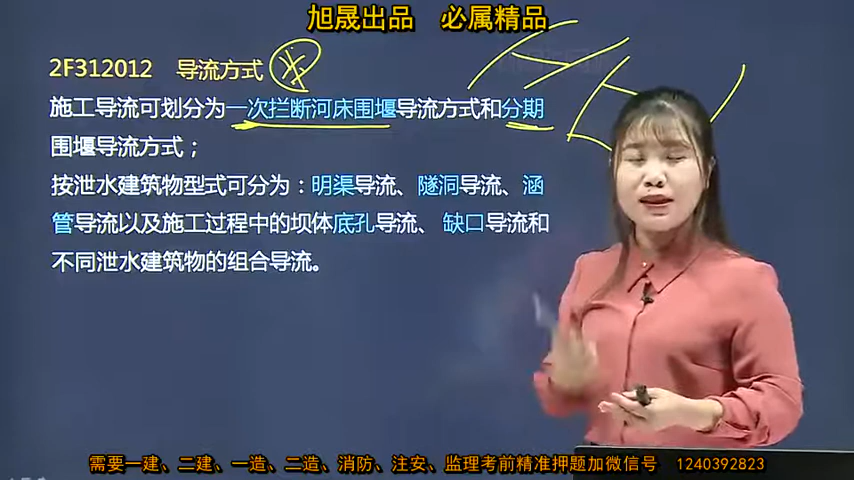 旭晟出品 必属精品
2F312012 导流方式
施工导流可划分为一次拦断河床围堰导流方式和分期
围堰导流方式；
按泄水建筑物型式可分为：明渠导流、隧洞导流、涵
管导流以及施工过程中的坝体底孔导流、缺口导流和
不同泄水建筑物的组合导流。
需要一建、二建、一造、二造、消防、注安、监理考前精准押题加微信号 1240392823